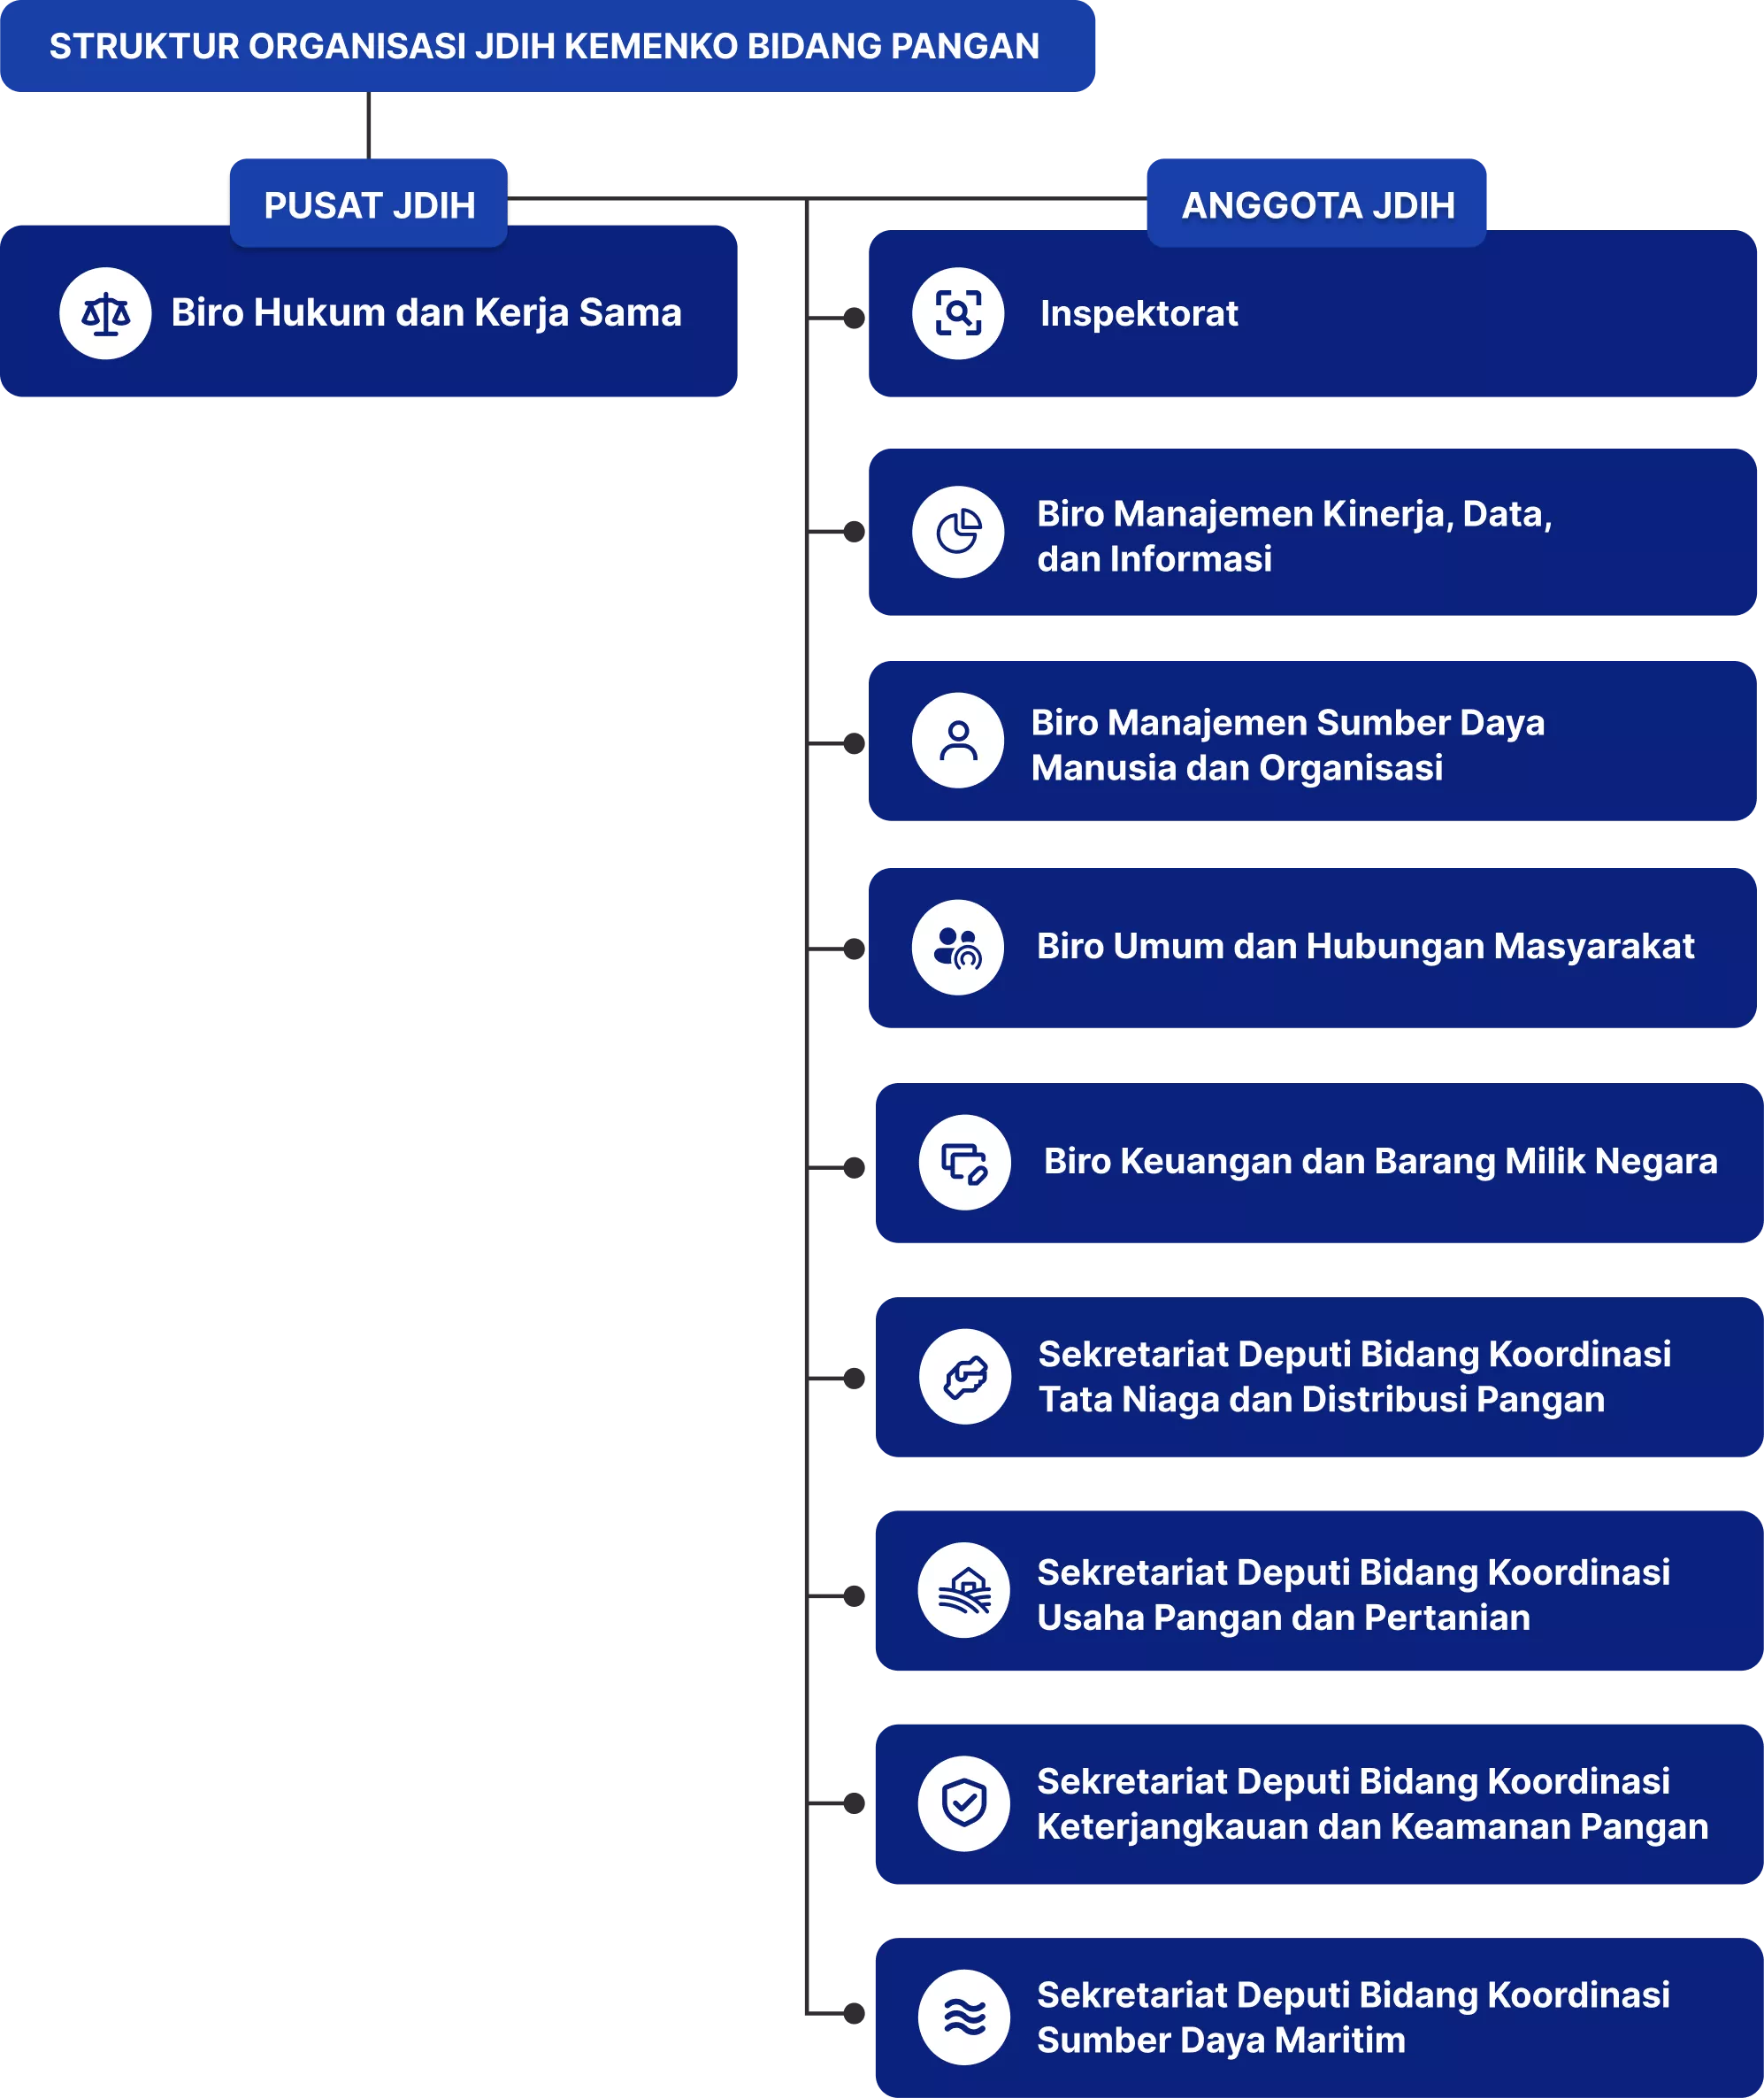 STRUKTUR ORGANISASI JDIH KEMENKO BIDANG PANGAN
PUSAT JDIH
Biro Hukum dan Kerja Sama
ANGGOTA JDIH
Inspektorat
Biro Manajemen Kinerja, Data,
dan Informasi
Biro Manajemen Sumber Daya
Manusia dan Organisasi
Biro Umum dan Hubungan Masyarakat
Biro Keuangan dan Barang Milik Negara
Sekretariat Deputi Bidang Koordinasi
Tata Niaga dan Distribusi Pangan
Sekretariat Deputi Bidang Koordinasi
Usaha Pangan dan Pertanian
Sekretariat Deputi Bidang Koordinasi
Keterjangkauan dan Keamanan Pangan
Sekretariat Deputi Bidang Koordinasi
Sumber Daya Maritim